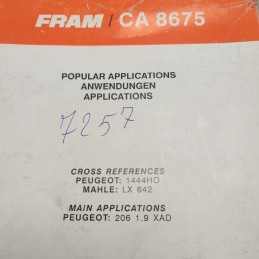 FRAM / CA 8675
POPULAR APPLICATIONS
ANWENDUNGEN
APPLICATIONS
7257
CROSS REFERENCES
PEUGEOT: 1444HO
MAHLE: LX 642
MAIN APPLICATIONS
PEUGEOT: 206 1.9 XAD